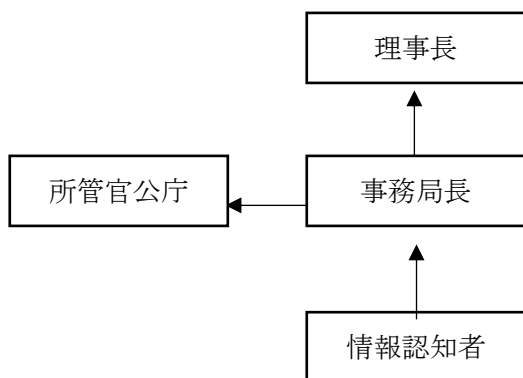 理事長
所管官公庁
事務局長
情報認知者